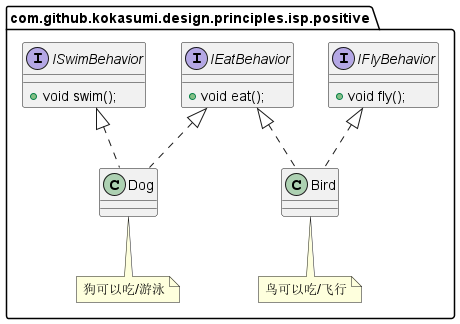 com.github.kokasumi.design.principles.isp.positive
I ISwimBehavior
void swim();
I IEatBehavior
void eat();
I IFlyBehavior
void fly();
C Dog
C Bird
狗可以吃/游泳
鸟可以吃/飞行